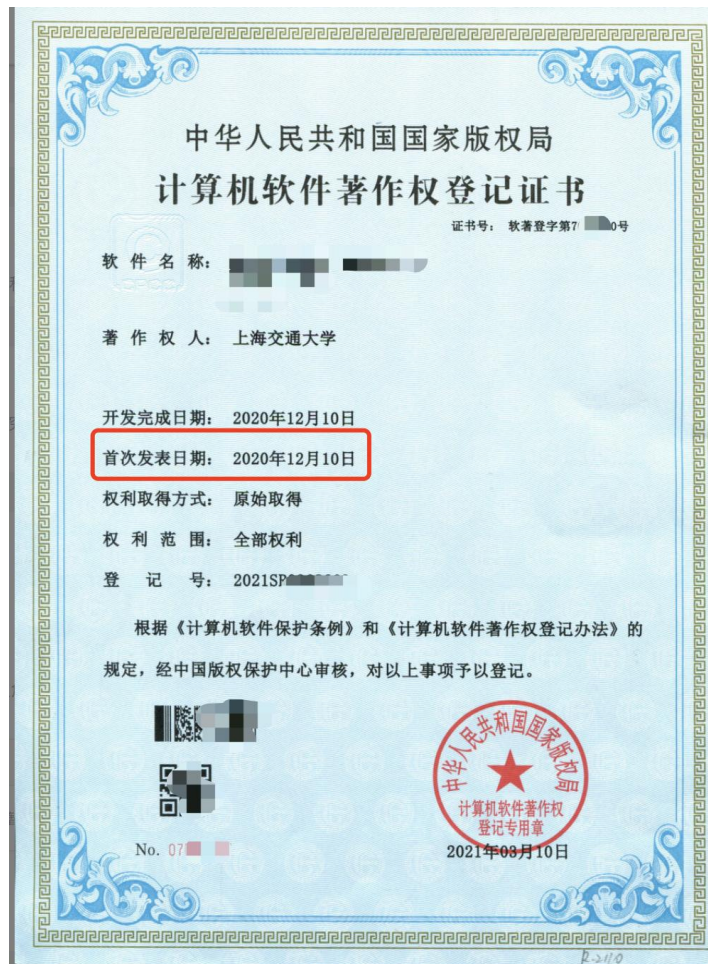 中华人民共和国国家版权局
计算机软件著作权登记证书
证书号： 软著登字第7 0号
软件名称：
著作权人： 上海交通大学
开发完成日期： 2020年12月10日
首次发表日期： 2020年12月10日
权利取得方式： 原始取得
权利范围： 全部权利
登记号： 2021SR
根据《计算机软件保护条例》和《计算机软件著作权登记办法》的
规定，经中国版权保护中心审核，对以上事项予以登记。
中华人民共和国国家版权局
计算机软件著作权
登记专用章
No. 07
2021年03月10日